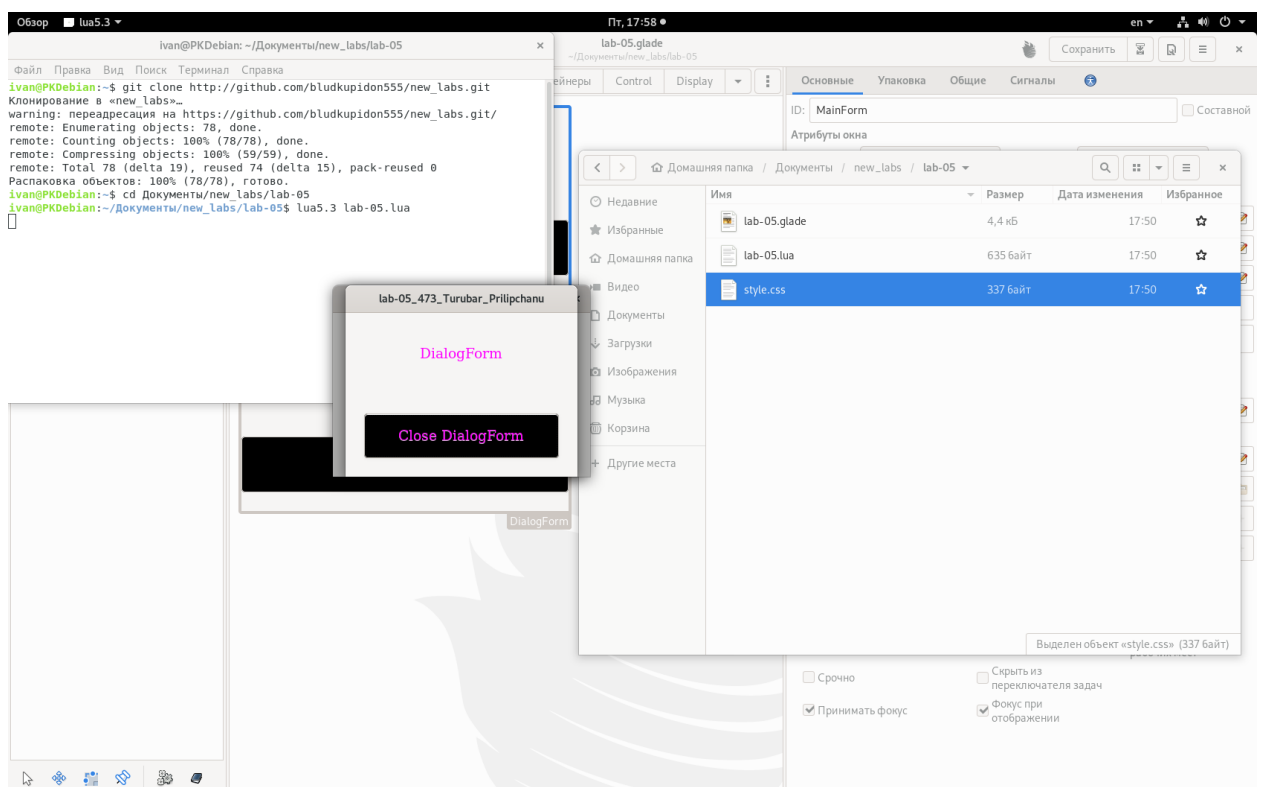 Обзор lua5.3 Пт, 17:58 en
ivan@PKDebian: ~/Документы/new_labs/lab-05
Файл Правка Вид Поиск Терминал Справка
ivan@PKDebian:~$ git clone http://github.com/bludkupidon555/new_labs.git
Клонирование в «new_labs»…
warning: переадресация на https://github.com/bludkupidon555/new_labs.git/
remote: Enumerating objects: 78, done.
remote: Counting objects: 100% (78/78), done.
remote: Compressing objects: 100% (59/59), done.
remote: Total 78 (delta 19), reused 74 (delta 15), pack-reused 0
Распаковка объектов: 100% (78/78), готово.
ivan@PKDebian:~$ cd Документы/new_labs/lab-05
ivan@PKDebian:~/Документы/new_labs/lab-05$ lua5.3 lab-05.lua
lab-05.glade
~/Документы/new_labs/lab-05
Сохранить
ейнеры Control Display
Основные Упаковка Общие Сигналы
ID: MainForm Составной
Атрибуты окна
Домашняя папка / Документы / new_labs / lab-05
Недавние
Избранные
Домашняя папка
Видео
Документы
Загрузки
Изображения
Музыка
Корзина
Другие места
Имя Размер Дата изменения Избранное
lab-05.glade 4,4 кБ 17:50
lab-05.lua 635 байт 17:50
style.css 337 байт 17:50
Выделен объект «style.css» (337 байт)
lab-05_473_Turubar_Prilipchanu
DialogForm
Close DialogForm
DialogForm
Срочно
Скрыть из
переключателя задач
Принимать фокус
Фокус при
отображении